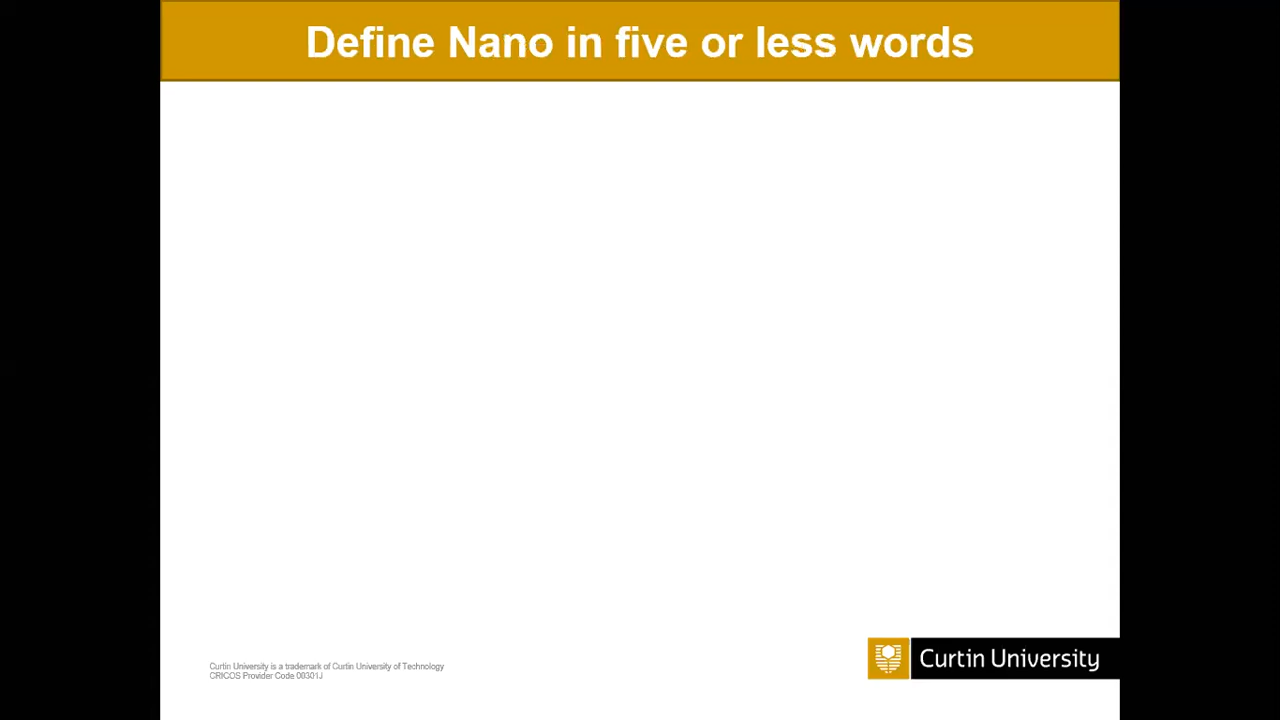 Define Nano in five or less words
Curtin University is a trademark of Curtin University of Technology
CRICOS Provider Code 00301J
Curtin University